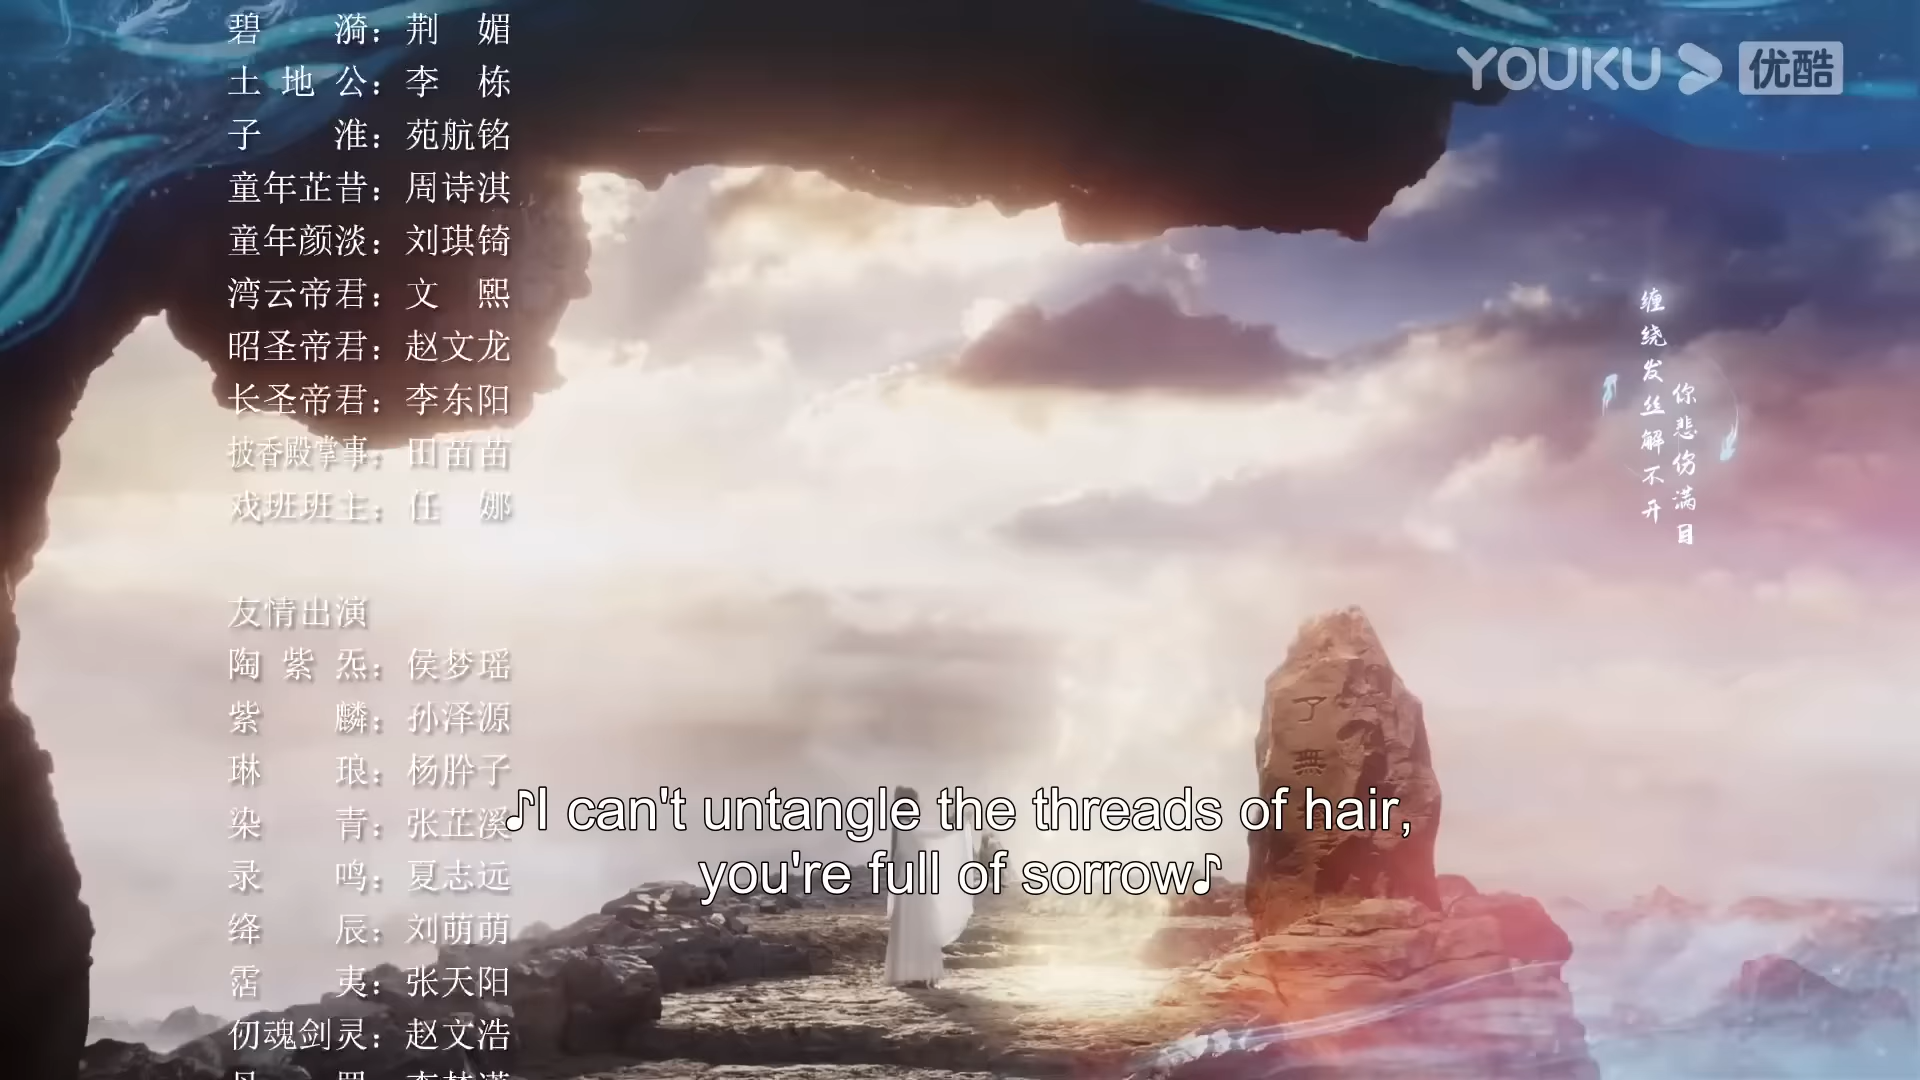 碧漪：荆媚
土地公：李栋
子淮：苑航铭
童年芷昔：周诗淇
童年颜淡：刘琪锜
湾云帝君：文熙
昭圣帝君：赵文龙
长圣帝君：李东阳
披香殿掌事：田苗苗
戏班班主：任娜
友情出演
陶紫炁：侯梦瑶
紫麟：孙泽源
琳琅：杨肸子
染青：张芷溪
录鸣：夏志远
绛辰：刘萌萌
霑夷：张天阳
仞魂剑灵：赵文浩
YOUKU 优酷
缠绕发丝解不开
你悲伤满目
了無
♪I can't untangle the threads of hair,
you're full of sorrow♪